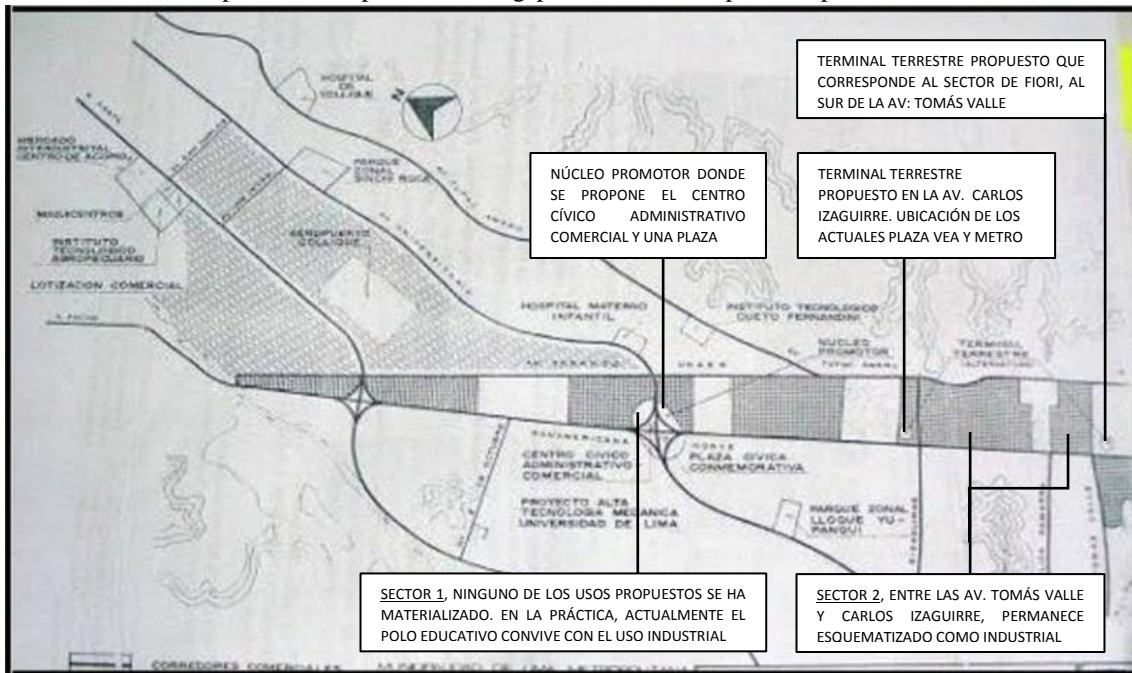 TERMINAL TERRESTRE PROPUESTO QUE
CORRESPONDE AL SECTOR DE FIORI, AL
SUR DE LA AV: TOMÁS VALLE
NÚCLEO PROMOTOR DONDE
SE PROPONE EL CENTRO
CÍVICO ADMINISTRATIVO
COMERCIAL Y UNA PLAZA
TERMINAL TERRESTRE
PROPUESTO EN LA AV. CARLOS
IZAGUIRRE. UBICACIÓN DE LOS
ACTUALES PLAZA VEA Y METRO
HOSPITAL
DE
COLLIQUE
N
MERCADO
INTERDISTRITAL
CENTRO DE ACOPIO
PARQUE
ZONAL
SINCHI ROCA
INSTITUTO
TECNOLOGICO
AGROPECUARIO
AEROPUERTO
COLLIQUE
LOTIZACION COMERCIAL
HOSPITAL MATERNO
INFANTIL
INSTITUTO TECNOLOGICO
CUETO FERNANDINI
NUCLEO
PROMOTOR
TERMINAL
TERRESTRE
PANAMERICANA
NORTE
CENTRO CIVICO
ADMINISTRATIVO
COMERCIAL
PLAZA CIVICA
CONMEMORATIVA
PROYECTO ALTA
TECNOLOGIA MECANICA
UNIVERSIDAD DE LIMA
PARQUE ZONAL
LLOQUE YU-
PANQUI
SECTOR 1, NINGUNO DE LOS USOS PROPUESTOS SE HA
MATERIALIZADO. EN LA PRÁCTICA, ACTUALMENTE EL
POLO EDUCATIVO CONVIVE CON EL USO INDUSTRIAL
SECTOR 2, ENTRE LAS AV. TOMÁS VALLE
Y CARLOS IZAGUIRRE, PERMANECE
ESQUEMATIZADO COMO INDUSTRIAL
CORREDORES COMERCIALES
MUNICIPALIDAD DE LIMA METROPOLITANA